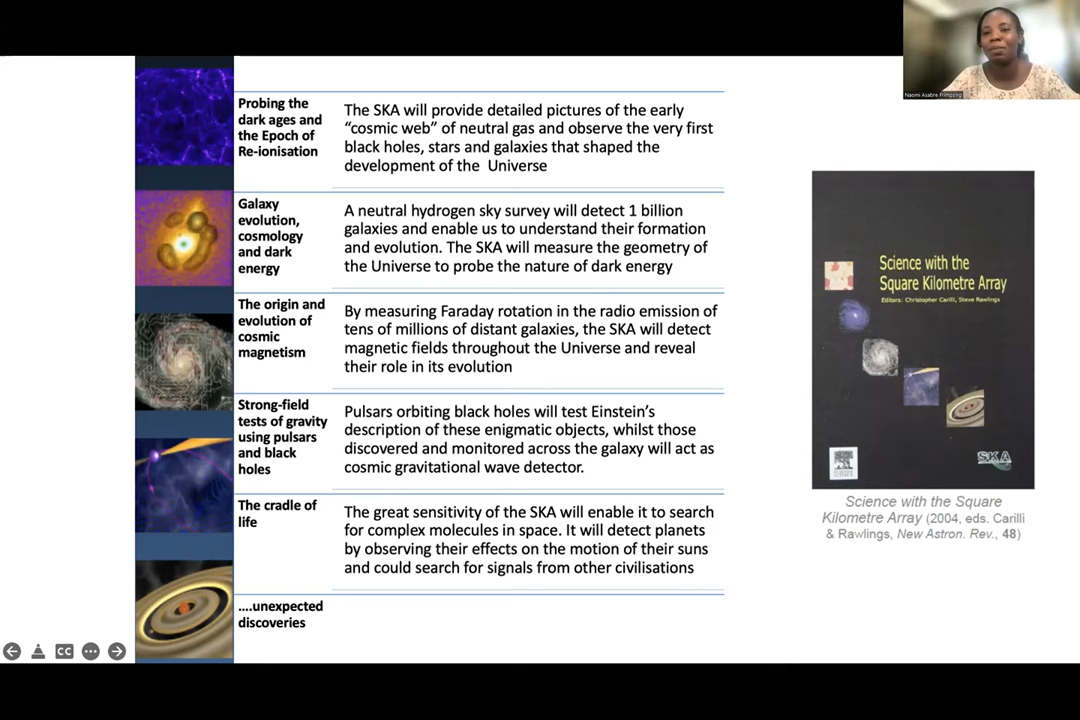 Naomi Asabre Frimpong
Probing the
dark ages and
the Epoch of
Re-ionisation
The SKA will provide detailed pictures of the early
“cosmic web” of neutral gas and observe the very first
black holes, stars and galaxies that shaped the
development of the  Universe
Galaxy
evolution,
cosmology
and dark
energy
A neutral hydrogen sky survey will detect 1 billion
galaxies and enable us to understand their formation
and evolution. The SKA will measure the geometry of
the Universe to probe the nature of dark energy
The origin and
evolution of
cosmic
magnetism
By measuring Faraday rotation in the radio emission of
tens of millions of distant galaxies, the SKA will detect
magnetic fields throughout the Universe and reveal
their role in its evolution
Strong-field
tests of gravity
using pulsars
and black
holes
Pulsars orbiting black holes will test Einstein’s
description of these enigmatic objects, whilst those
discovered and monitored across the galaxy will act as
cosmic gravitational wave detector.
The cradle of
life
The great sensitivity of the SKA will enable it to search
for complex molecules in space. It will detect planets
by observing their effects on the motion of their suns
and could search for signals from other civilisations
....unexpected
discoveries
Science with the
Square Kilometre Array
Editors: Christopher Carilli, Steve Rawlings
SKA
Science with the Square
Kilometre Array (2004, eds. Carilli
& Rawlings, New Astron. Rev., 48)
CC